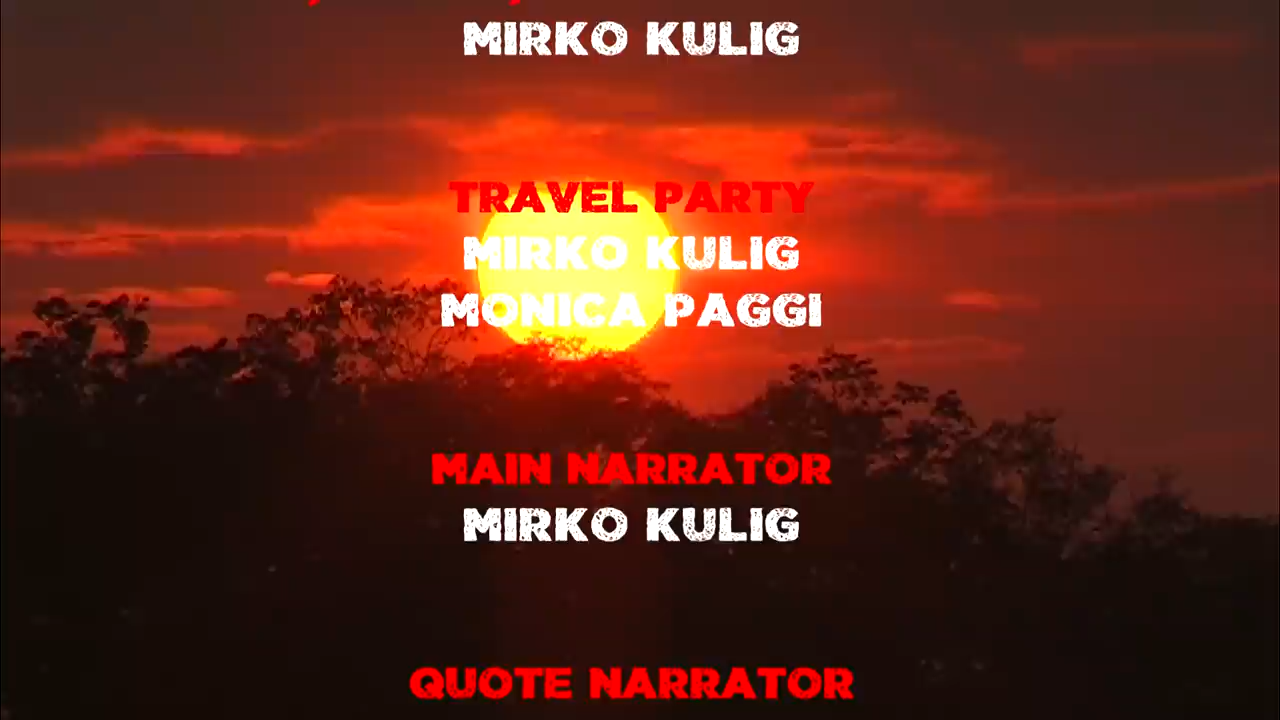 MIRKO KULIG
TRAVEL PARTY
MIRKO KULIG
MONICA PAGGI
MAIN NARRATOR
MIRKO KULIG
QUOTE NARRATOR